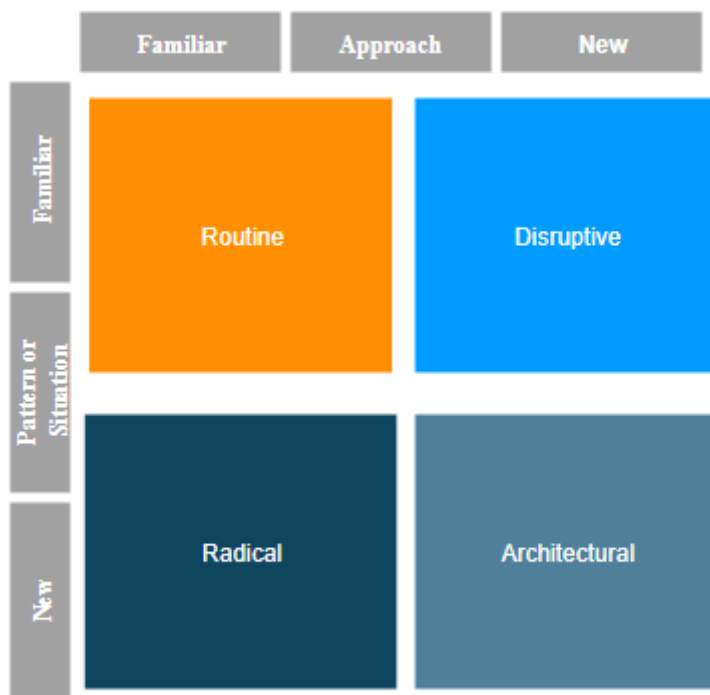 Familiar
Approach
New
Familiar
Routine
Disruptive
Pattern or
Situation
New
Radical
Architectural